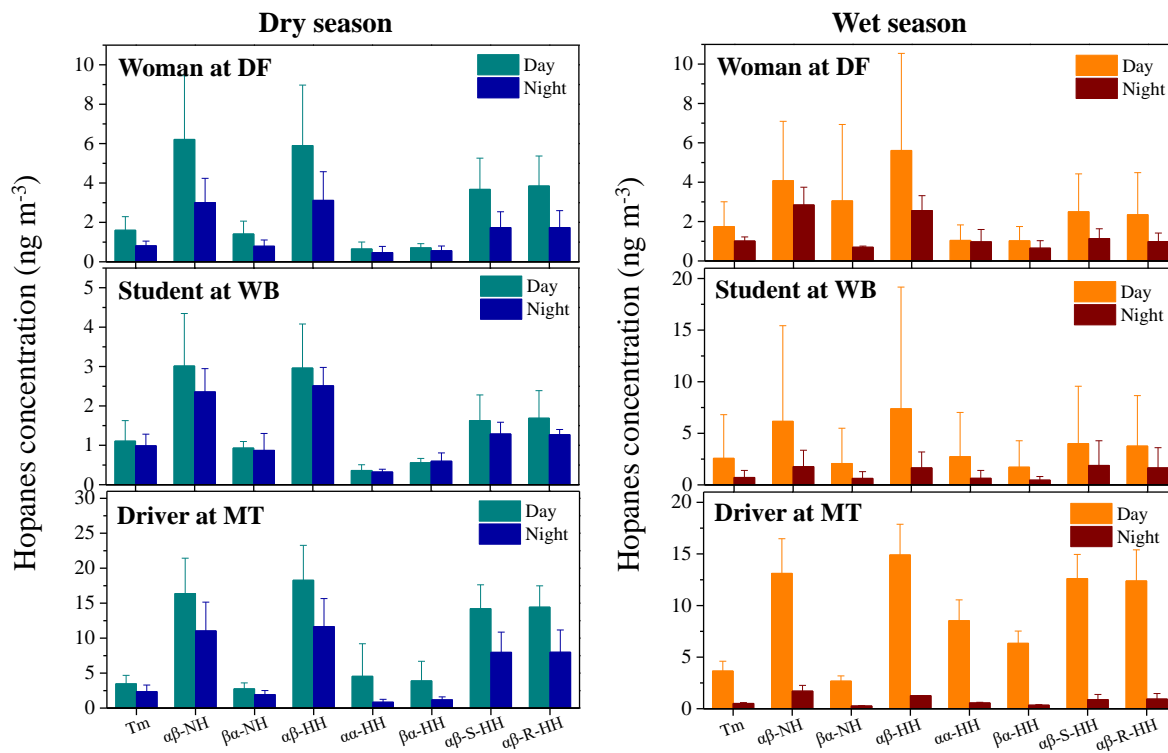 Dry season
Wet season
Hopanes concentration (ng m⁻³)
Woman at DF
Day
Night
10
8
6
4
2
0
Student at WB
Day
Night
5
4
3
2
1
0
Driver at MT
Day
Night
30
25
20
15
10
5
0
Tm αβ-NH βα-NH αβ-HH αα-HH βα-HH αβ-S-HH αβ-R-HH
Hopanes concentration (ng m⁻³)
Woman at DF
Day
Night
10
8
6
4
2
0
Student at WB
Day
Night
20
15
10
5
0
Driver at MT
Day
Night
20
15
10
5
0
Tm αβ-NH βα-NH αβ-HH αα-HH βα-HH αβ-S-HH αβ-R-HH